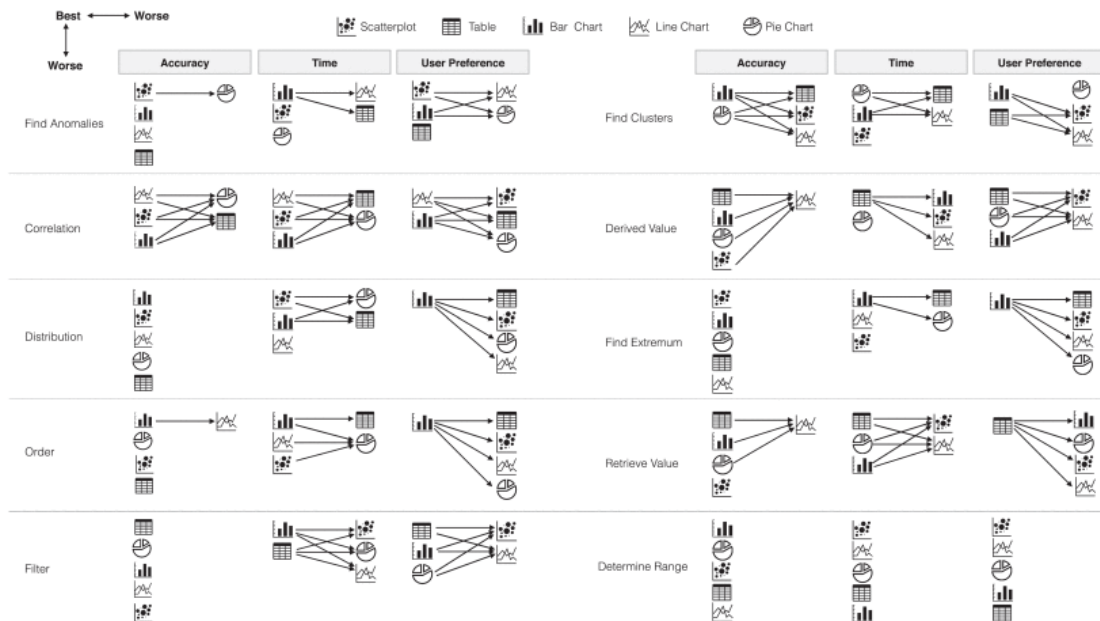 Best Worse
Worse
Scatterplot Table Bar Chart Line Chart Pie Chart
Accuracy Time User Preference Accuracy Time User Preference
Find Anomalies Find Clusters
Correlation Derived Value
Distribution Find Extremum
Order Retrieve Value
Filter Determine Range